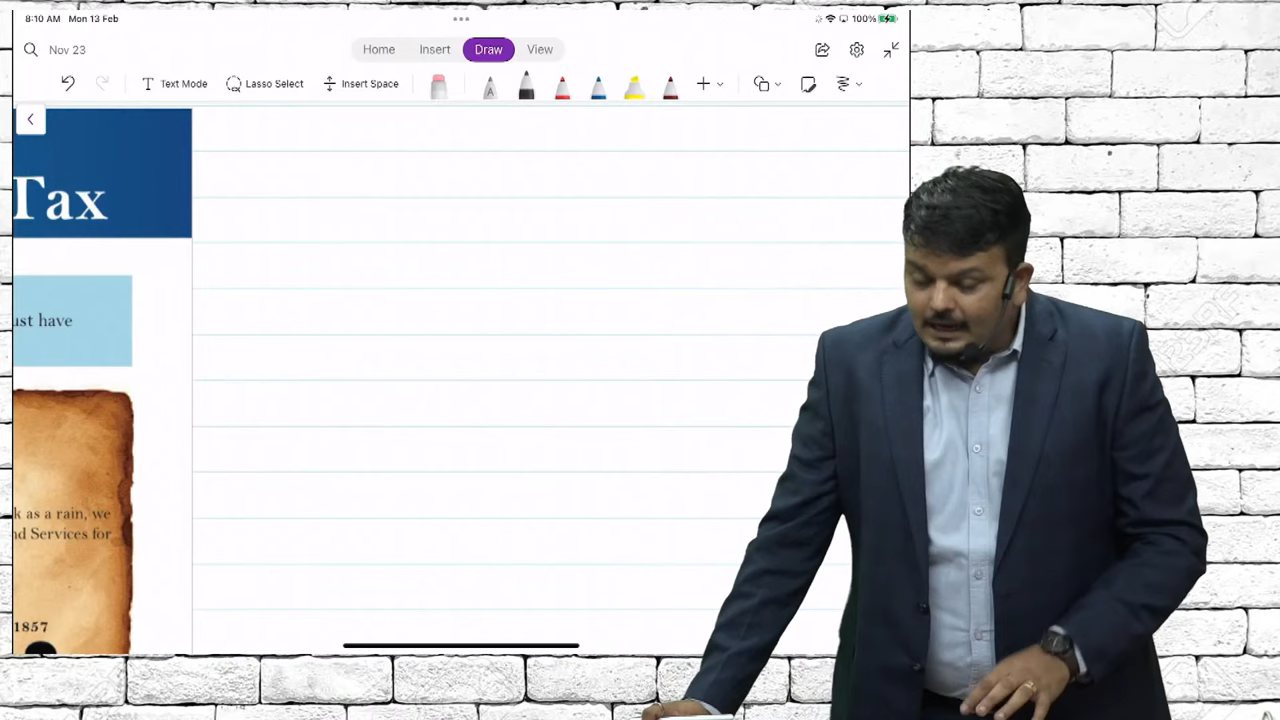 8:10 AM Mon 13 Feb
100%
Nov 23
Home Insert Draw View
Text Mode Lasso Select Insert Space
Tax
ust have
k as a rain, we
nd Services for
1857